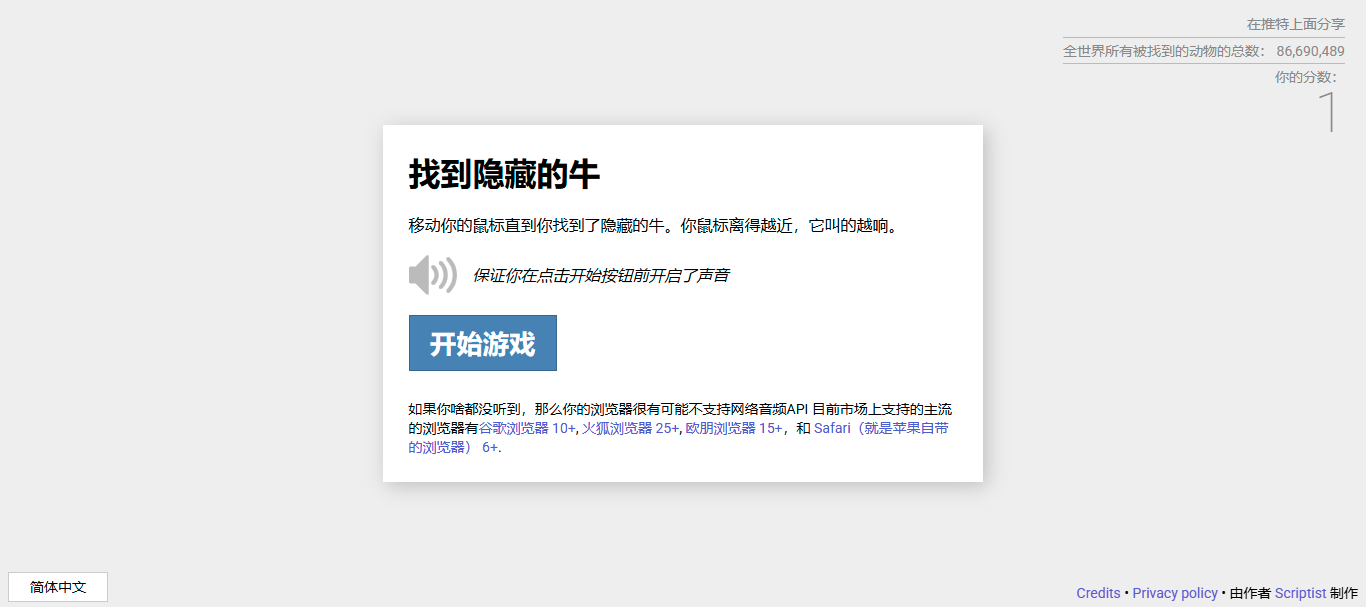 在推特上面分享
全世界所有被找到的动物的总数： 86,690,489
你的分数：
1
找到隐藏的牛
移动你的鼠标直到你找到了隐藏的牛。你鼠标离得越近，它叫的越响。
保证你在点击开始按钮前开启了声音
开始游戏
如果你啥都没听到，那么你的浏览器很有可能不支持网络音频API 目前市场上支持的主流
的浏览器有谷歌浏览器 10+, 火狐浏览器 25+, 欧朋浏览器 15+，和 Safari（就是苹果自带
的浏览器） 6+.
简体中文
Credits • Privacy policy • 由作者 Scriptist 制作